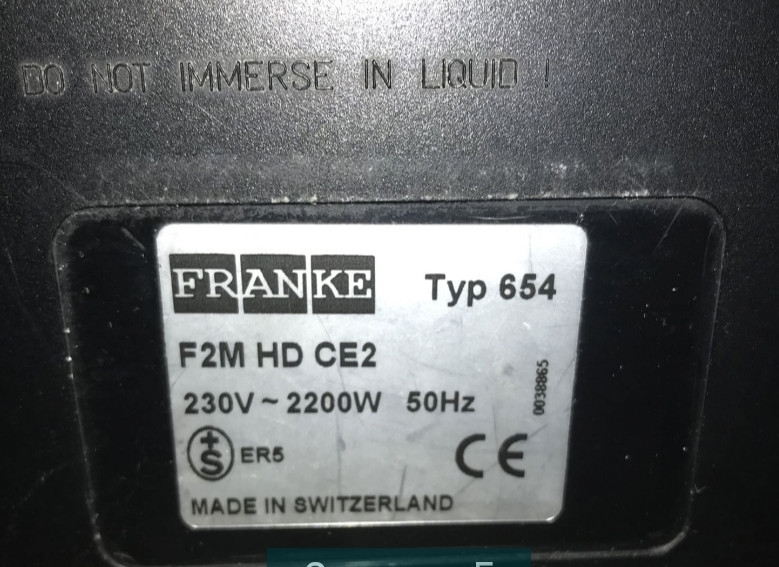 DO NOT IMMERSE IN LIQUID !
FRANKE Typ 654
F2M HD CE2
230V ~ 2200W 50Hz
0038865
+S ER5 CE
MADE IN SWITZERLAND